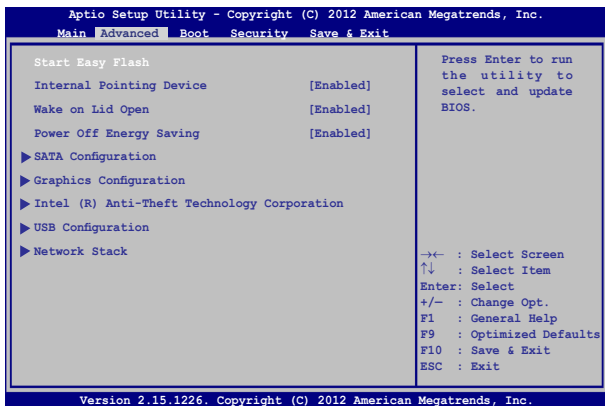 Aptio Setup Utility - Copyright (C) 2012 American Megatrends, Inc.
Main Advanced Boot Security Save & Exit
Start Easy Flash
Internal Pointing Device [Enabled]
Wake on Lid Open [Enabled]
Power Off Energy Saving [Enabled]
SATA Configuration
Graphics Configuration
Intel (R) Anti-Theft Technology Corporation
USB Configuration
Network Stack
Press Enter to run
the utility to
select and update
BIOS.
→← : Select Screen
↑↓ : Select Item
Enter: Select
+/— : Change Opt.
F1 : General Help
F9 : Optimized Defaults
F10 : Save & Exit
ESC : Exit
Version 2.15.1226. Copyright (C) 2012 American Megatrends, Inc.